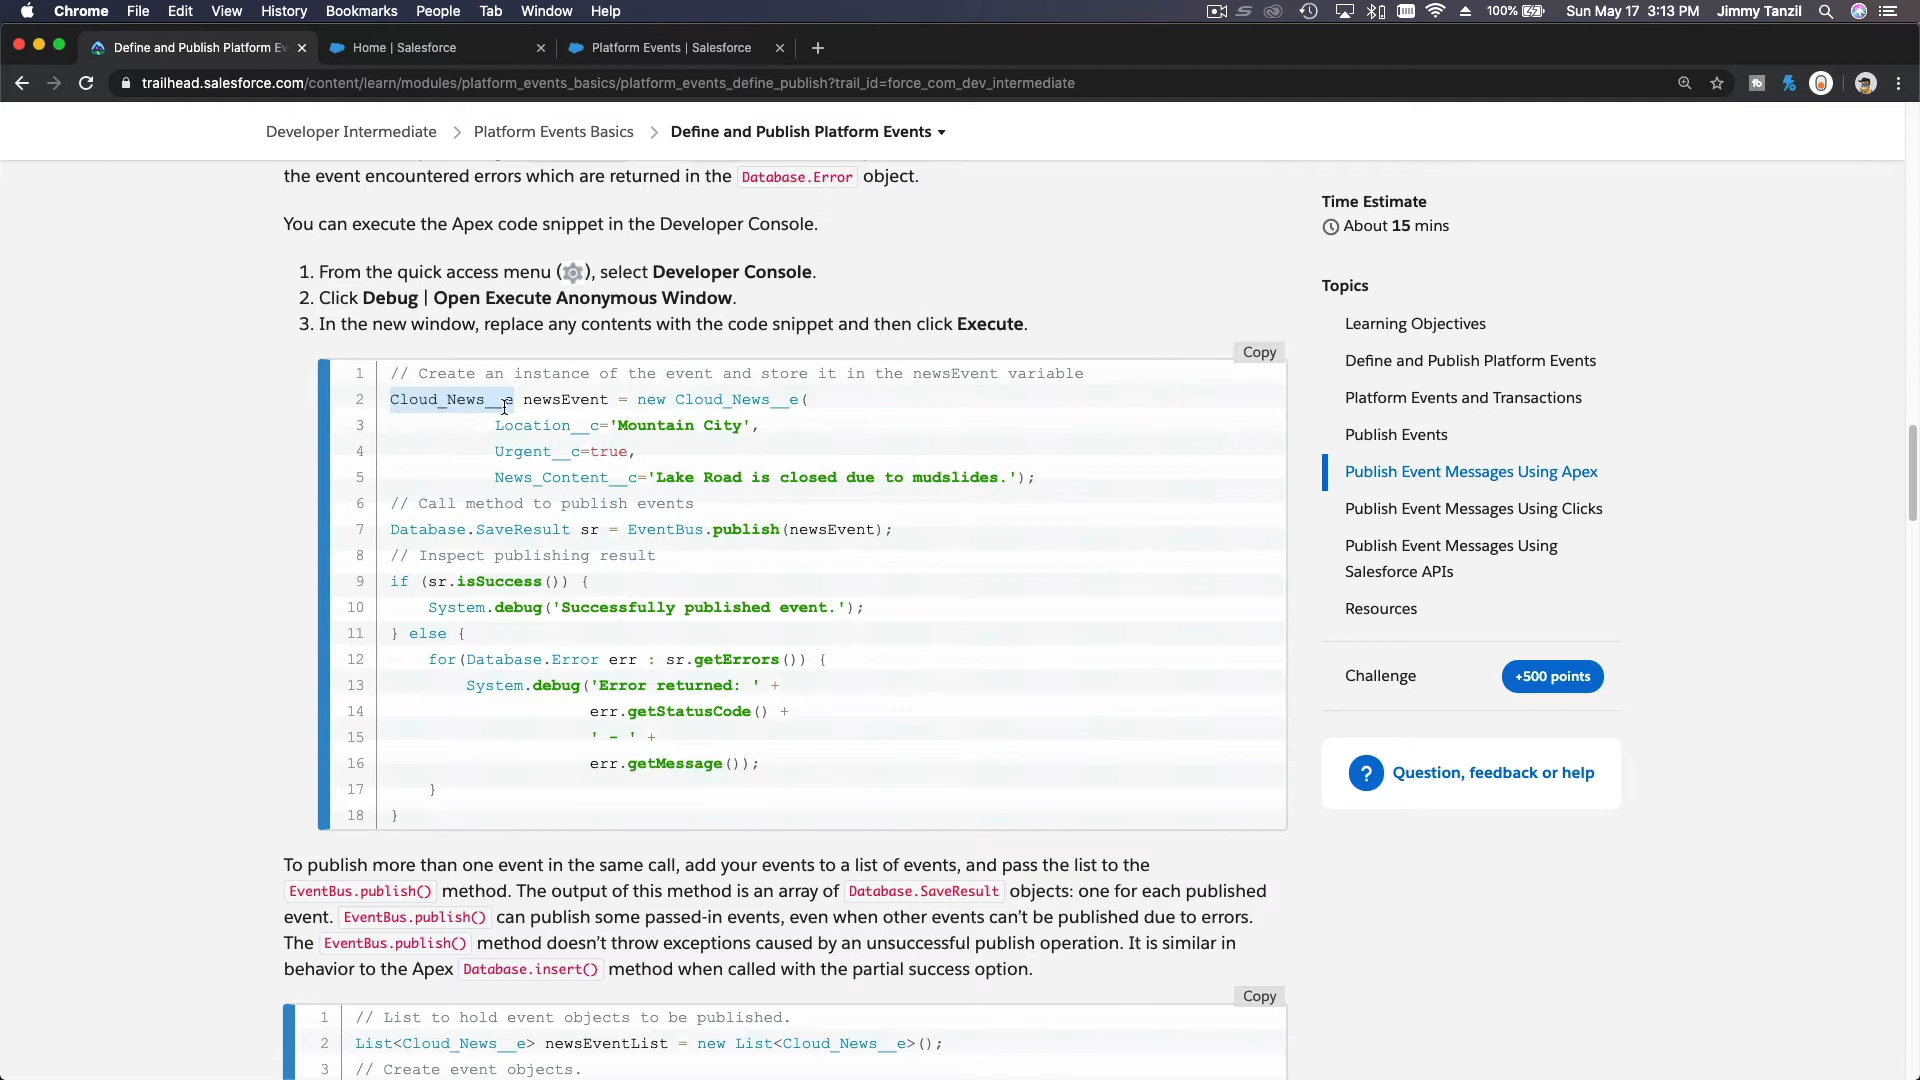 Chrome File Edit View History Bookmarks People Tab Window Help 100% Sun May 17 3:13 PM Jimmy Tanzil
Define and Publish Platform Ev Home | Salesforce Platform Events | Salesforce
trailhead.salesforce.com/content/learn/modules/platform_events_basics/platform_events_define_publish?trail_id=force_com_dev_intermediate
Developer Intermediate > Platform Events Basics > Define and Publish Platform Events
the event encountered errors which are returned in the Database.Error object.
You can execute the Apex code snippet in the Developer Console.
1. From the quick access menu ( ), select Developer Console.
2. Click Debug | Open Execute Anonymous Window.
3. In the new window, replace any contents with the code snippet and then click Execute.
Copy
1 // Create an instance of the event and store it in the newsEvent variable
2 Cloud_News__e newsEvent = new Cloud_News__e(
3 Location__c='Mountain City',
4 Urgent__c=true,
5 News_Content__c='Lake Road is closed due to mudslides.');
6 // Call method to publish events
7 Database.SaveResult sr = EventBus.publish(newsEvent);
8 // Inspect publishing result
9 if (sr.isSuccess()) {
10 System.debug('Successfully published event.');
11 } else {
12 for(Database.Error err : sr.getErrors()) {
13 System.debug('Error returned: ' +
14 err.getStatusCode() +
15 ' - ' +
16 err.getMessage());
17 }
18 }
To publish more than one event in the same call, add your events to a list of events, and pass the list to the
EventBus.publish() method. The output of this method is an array of Database.SaveResult objects: one for each published
event. EventBus.publish() can publish some passed-in events, even when other events can’t be published due to errors.
The EventBus.publish() method doesn’t throw exceptions caused by an unsuccessful publish operation. It is similar in
behavior to the Apex Database.insert() method when called with the partial success option.
Copy
1 // List to hold event objects to be published.
2 List<Cloud_News__e> newsEventList = new List<Cloud_News__e>();
3 // Create event objects.
Time Estimate
About 15 mins
Topics
Learning Objectives
Define and Publish Platform Events
Platform Events and Transactions
Publish Events
Publish Event Messages Using Apex
Publish Event Messages Using Clicks
Publish Event Messages Using
Salesforce APIs
Resources
Challenge +500 points
? Question, feedback or help